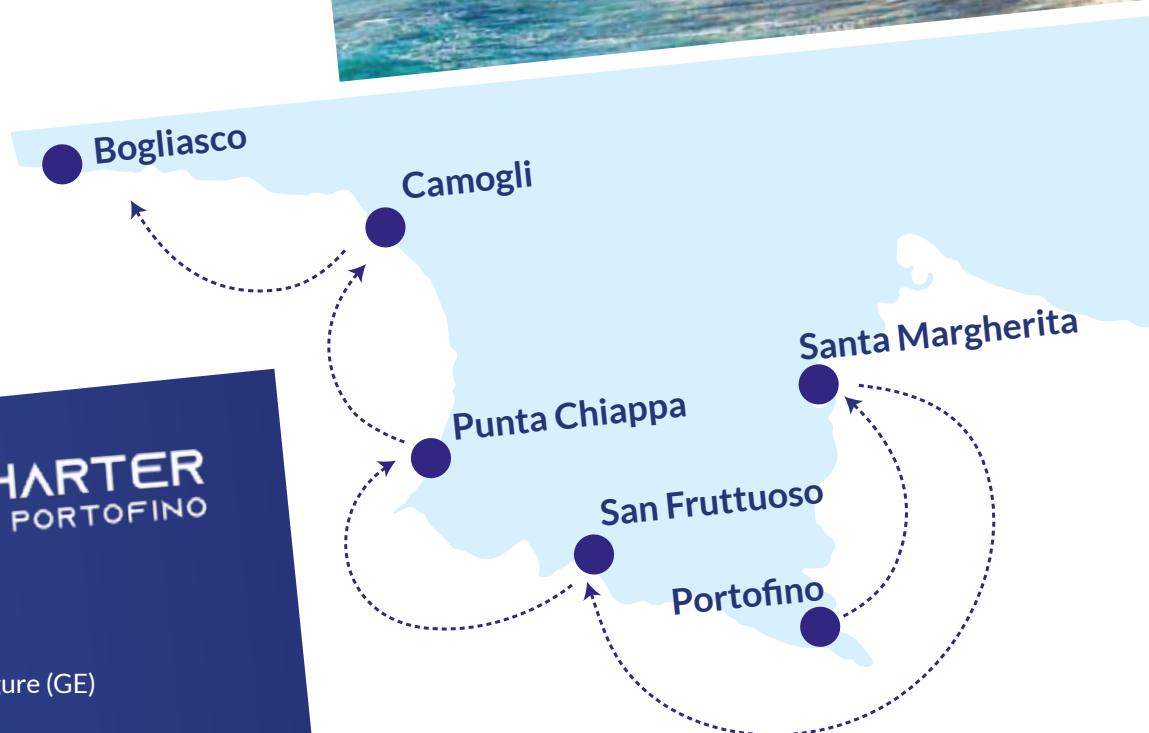 Bogliasco
Camogli
Santa Margherita
Punta Chiappa
San Fruttuoso
Portofino
HARTER
PORTOFINO
ure (GE)